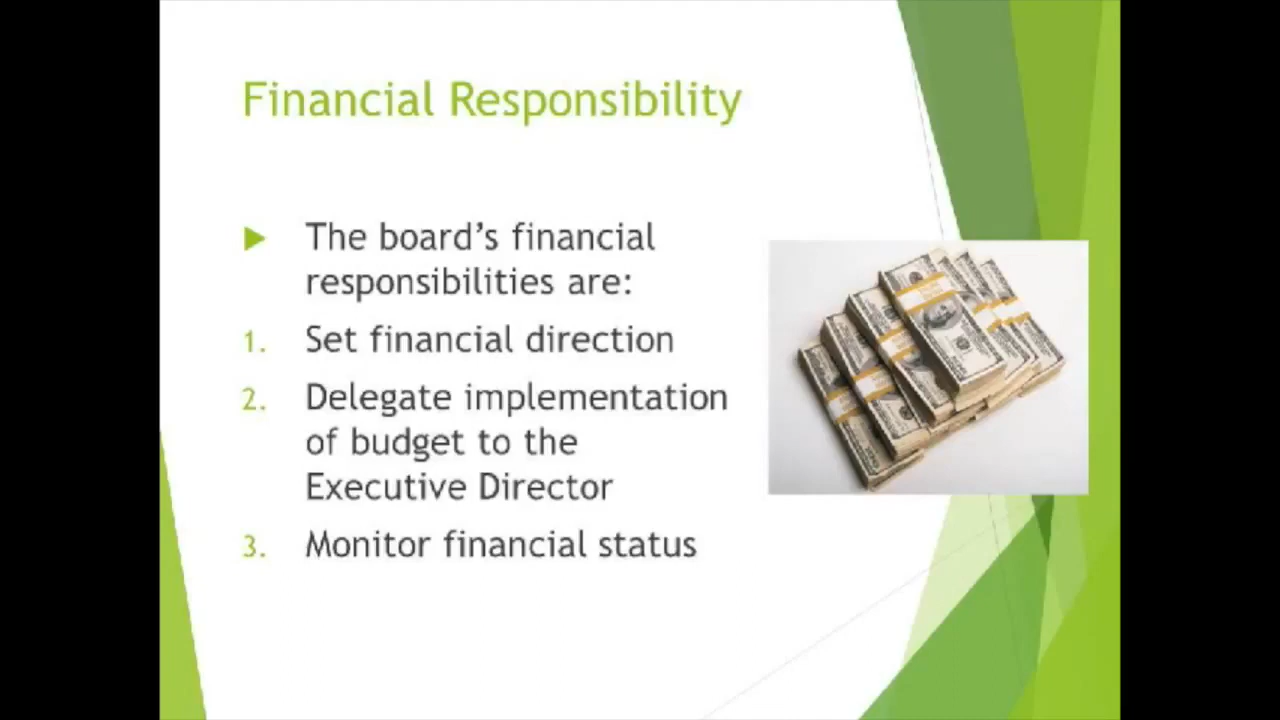 Financial Responsibility
The board's financial
responsibilities are:
1. Set financial direction
2. Delegate implementation
of budget to the
Executive Director
3. Monitor financial status